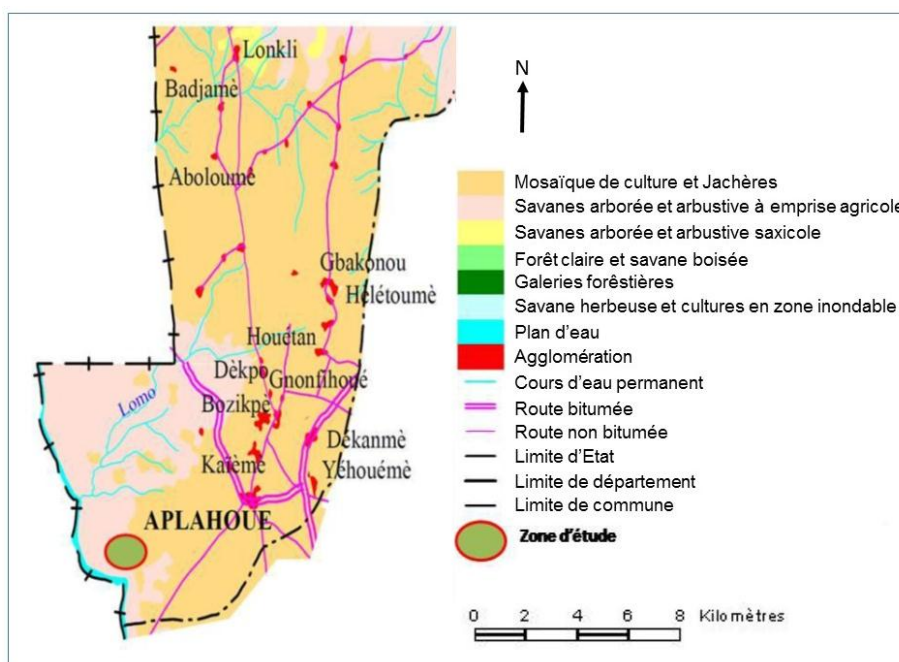 Lonkli
Badjamè
Aboloumè
Gbakonou
Hélétoumè
Houetan
Dèkpo
Gnonfihoué
Bozikpè
Lomo
Dékanmè
Kaïèmè
Yéhouémè
APLAHOUE
N
Mosaïque de culture et Jachères
Savanes arborée et arbustive à emprise agricole
Savanes arborée et arbustive saxicole
Forêt claire et savane boisée
Galeries forêstières
Savane herbeuse et cultures en zone inondable
Plan d'eau
Agglomération
Cours d'eau permanent
Route bitumée
Route non bitumée
Limite d'Etat
Limite de département
Limite de commune
Zone d'étude
0 2 4 6 8 Kilomètres